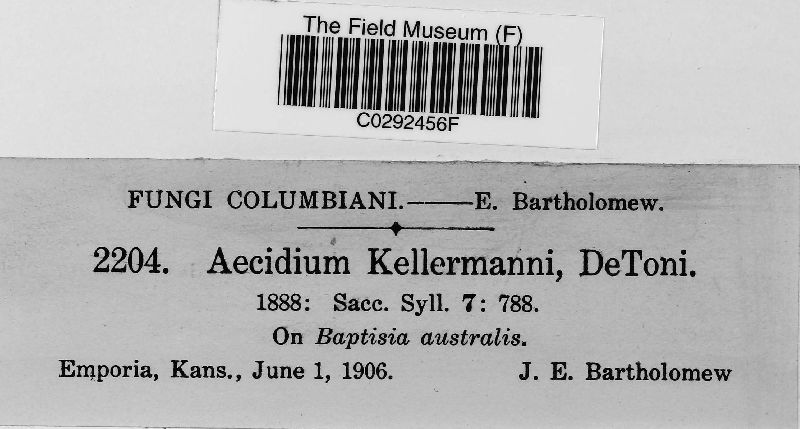 The Field Museum (F)
C0292456F
FUNGI COLUMBIANI.——E. Bartholomew.
2204. Aecidium Kellermanni, DeToni.
1888: Sacc. Syll. 7: 788.
On Baptisia australis.
Emporia, Kans., June 1, 1906. J. E. Bartholomew